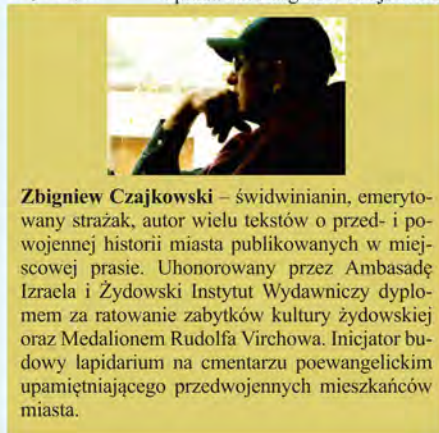 Zbigniew Czajkowski – świdwinianin, emeryto-
wany strażak, autor wielu tekstów o przed- i po-
wojennej historii miasta publikowanych w miej-
scowej prasie. Uhonorowany przez Ambasadę
Izraela i Żydowski Instytut Wydawniczy dyplo-
mem za ratowanie zabytków kultury żydowskiej
oraz Medalionem Rudolfa Virchowa. Inicjator bu-
dowy lapidarium na cmentarzu poewangelickim
upamiętniającego przedwojennych mieszkańców
miasta.